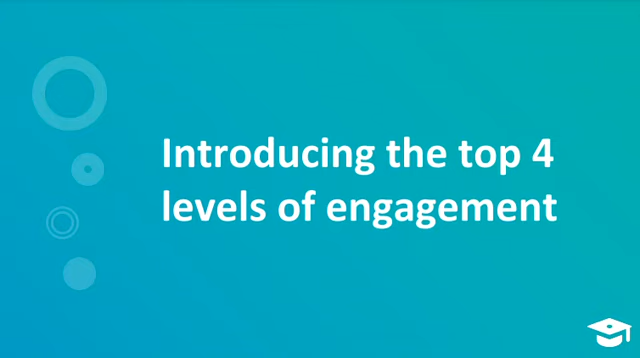 Introducing the top 4
levels of engagement